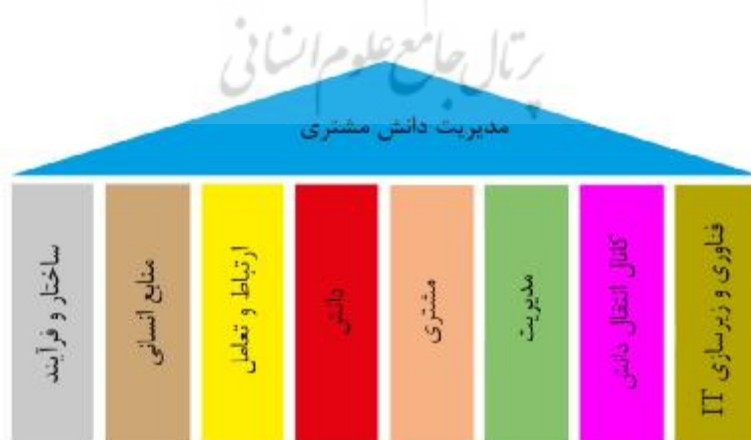 پرتال جامع علوم انسانی
مدیریت دانش مشتری
فناوری و زیرسازی IT
کانال انتقال دانش
مدیریت
مشتری
دانش
ارتباط و تعامل
منابع انسانی
ساختار و فرآیند